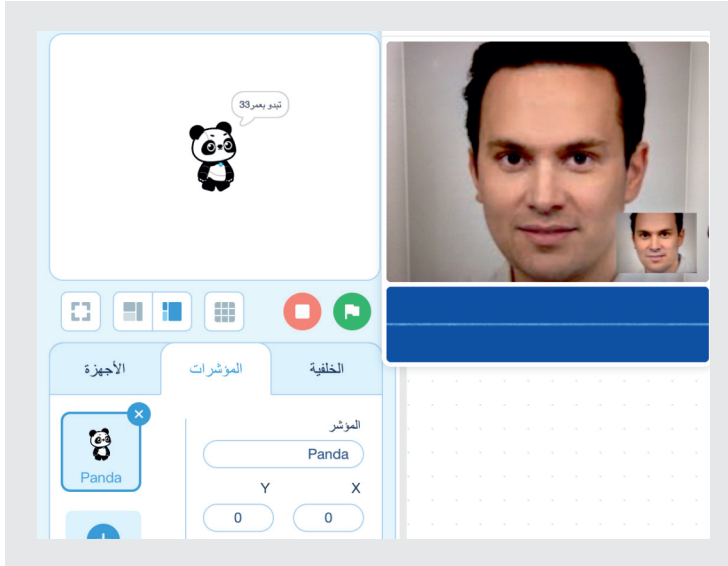 تبدو بعمر33
الخلفية
المؤشرات
الأجهزة
المؤشر
Panda
Panda
X
Y
0
0